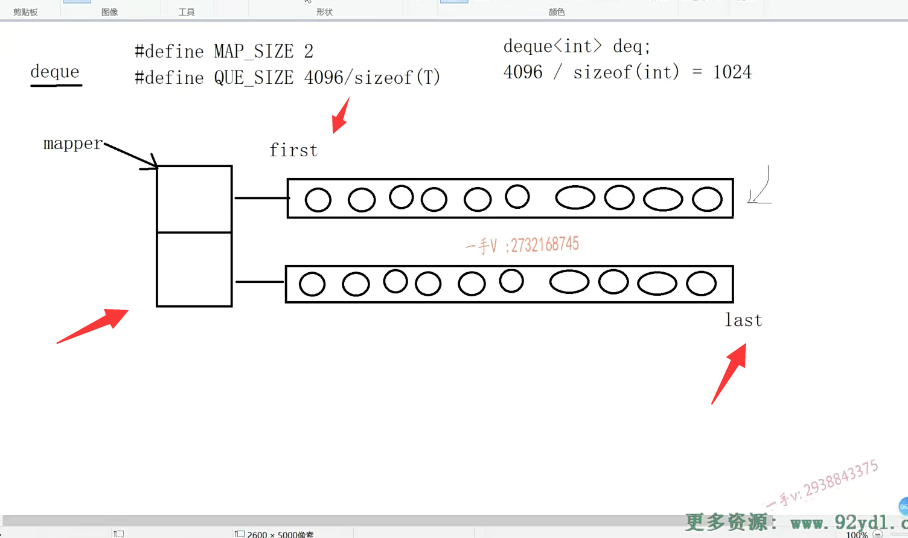 剪贴板 图像 工具 形状 颜色
#define MAP_SIZE 2
deque<int> deq;
deque
#define QUE_SIZE 4096/sizeof(T)
4096 / sizeof(int) = 1024
mapper
first
一手V :2732168745
last
一手v:2938843375
更多资源: www.92yd1.c
2600 × 5000像素
100%